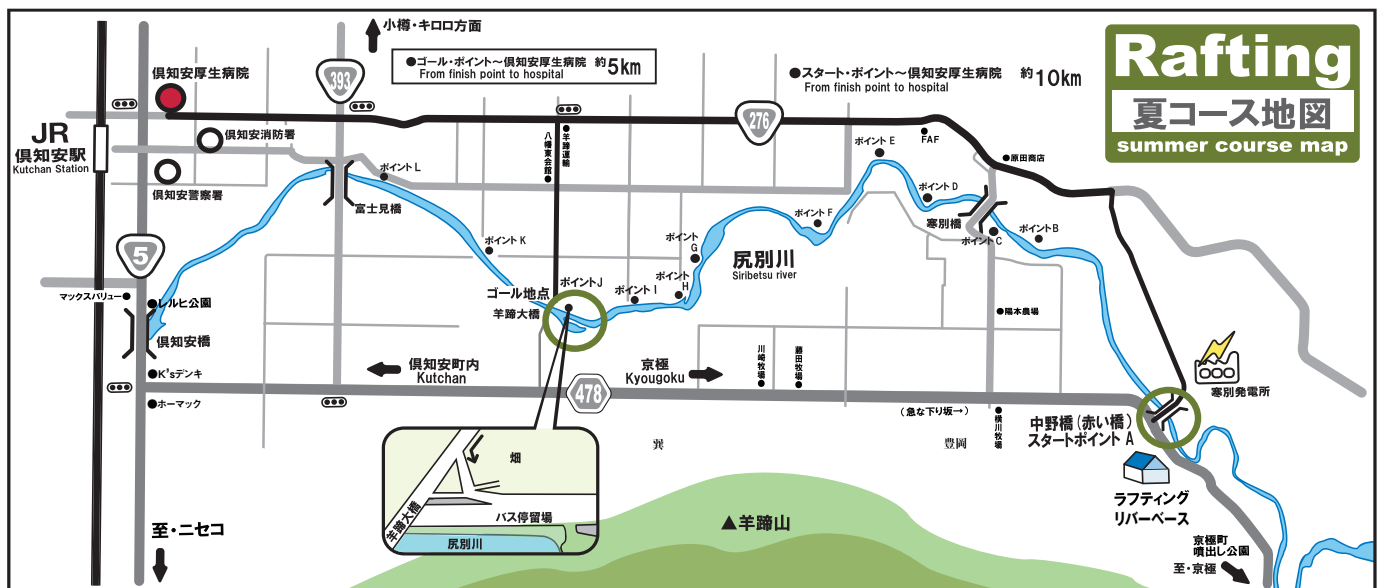 小樽・キロロ方面
Rafting
夏コース地図
summer course map
●ゴール・ポイント～倶知安厚生病院 約5km
From finish point to hospital
●スタート・ポイント～倶知安厚生病院 約10km
From finish point to hospital
倶知安厚生病院
393
276
JR
倶知安駅
Kutchan Station
倶知安消防署
倶知安警察署
八幡東会館
羊蹄運輸
ポイントE
FAF
原田商店
ポイントL
富士見橋
ポイントD
寒別橋
ポイントF
ポイントC
ポイントB
ポイントK
ポイント
G
尻別川
Siribetsu river
5
ポイントJ
ポイントI
ポイント
H
ゴール地点
羊蹄大橋
マックスバリュー
レルヒ公園
倶知安橋
陽本農場
倶知安町内
Kutchan
京極
Kyougoku
川崎牧場
藤田牧場
K'sデンキ
ホーマック
478
寒別発電所
(急な下り坂→)
横川牧場
中野橋(赤い橋)
スタートポイント A
巽
豊岡
畑
羊蹄大橋
バス停留場
尻別川
▲羊蹄山
ラフティング
リバーベース
至・ニセコ
京極町
噴出し公園
至・京極